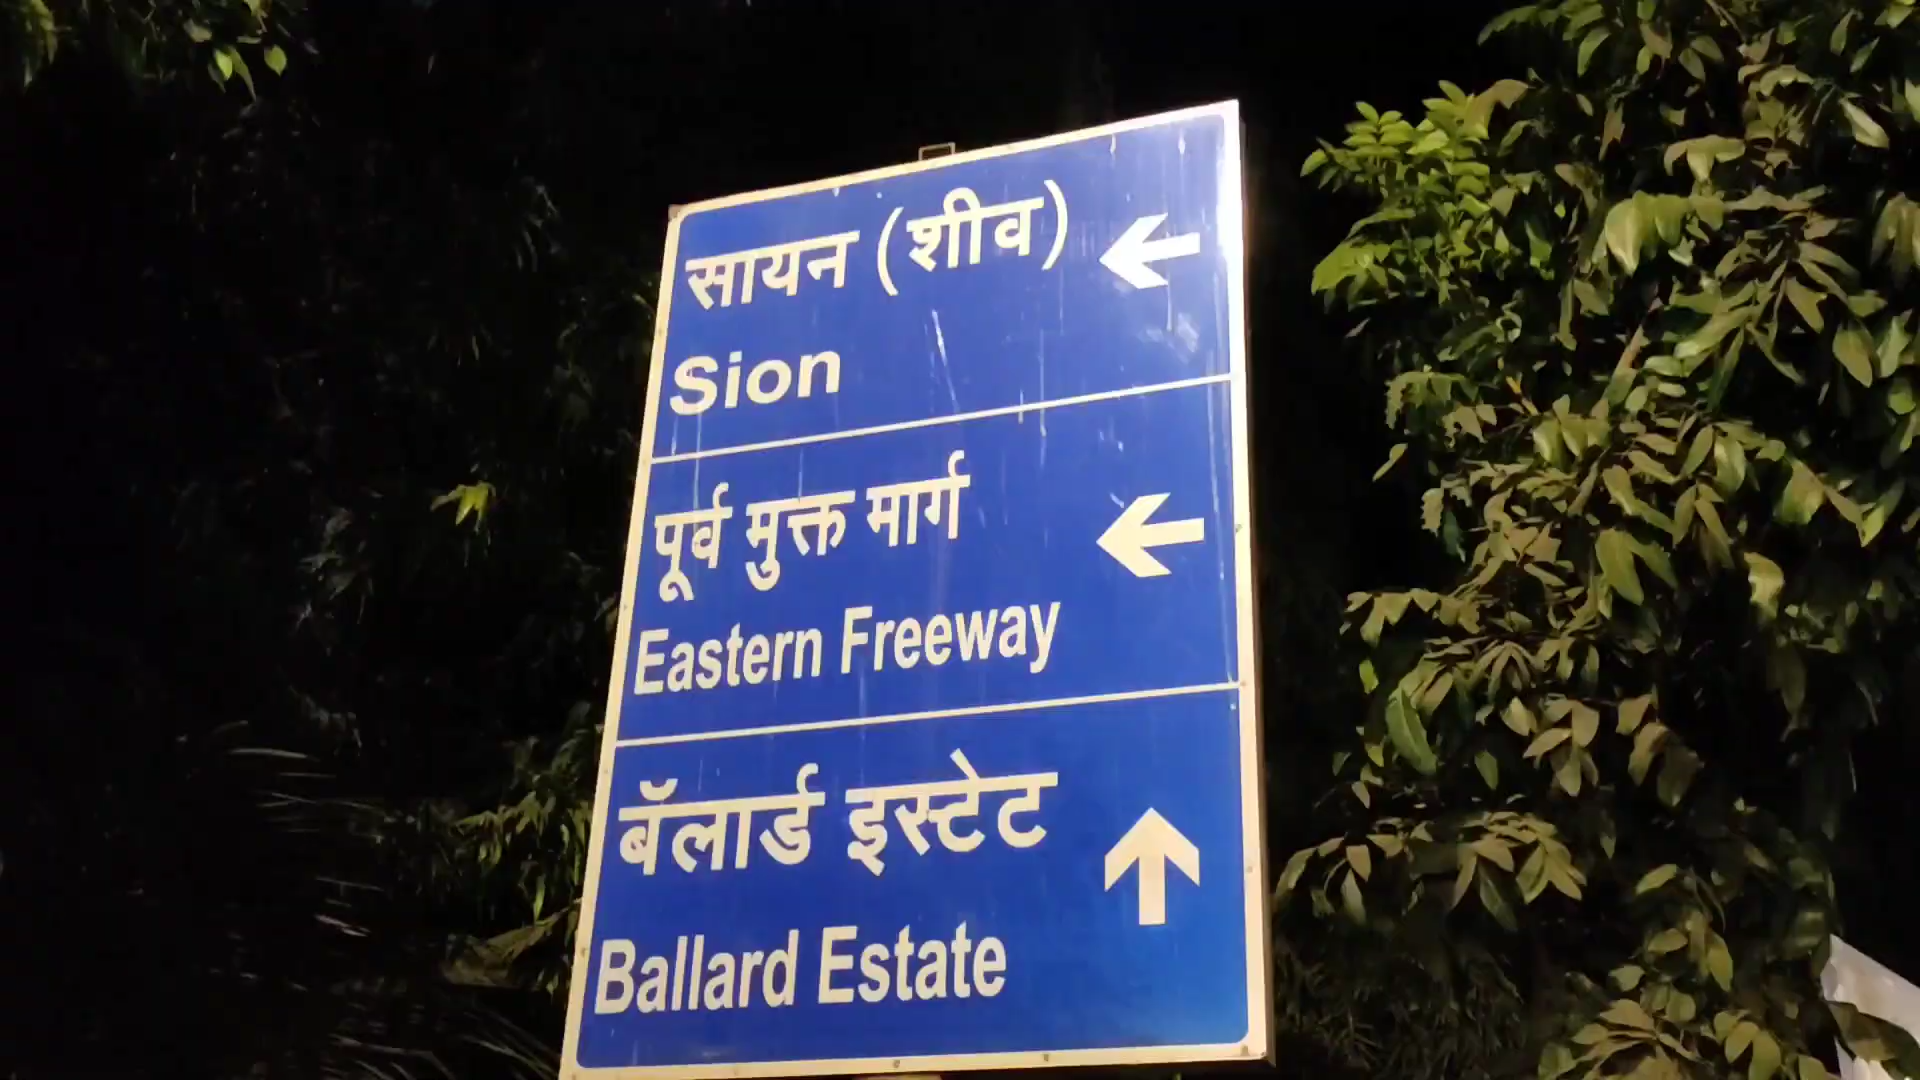 सायन (शीव)
Sion
पूर्व मुक्त मार्ग
Eastern Freeway
बॅलार्ड इस्टेट
Ballard Estate